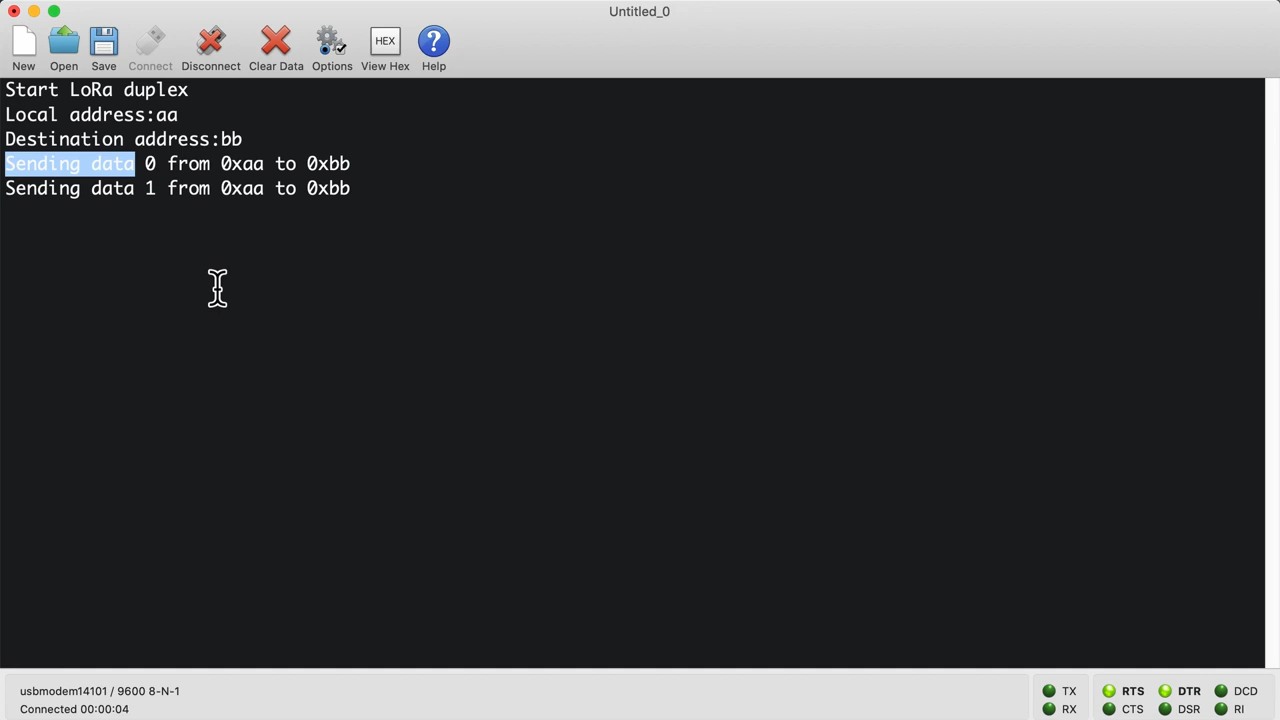 Untitled_0
New Open Save Connect Disconnect Clear Data Options View Hex Help
HEX
?
Start LoRa duplex
Local address:aa
Destination address:bb
Sending data 0 from 0xaa to 0xbb
Sending data 1 from 0xaa to 0xbb
usbmodem14101 / 9600 8-N-1
Connected 00:00:04
TX RTS DTR DCD
RX CTS DSR RI